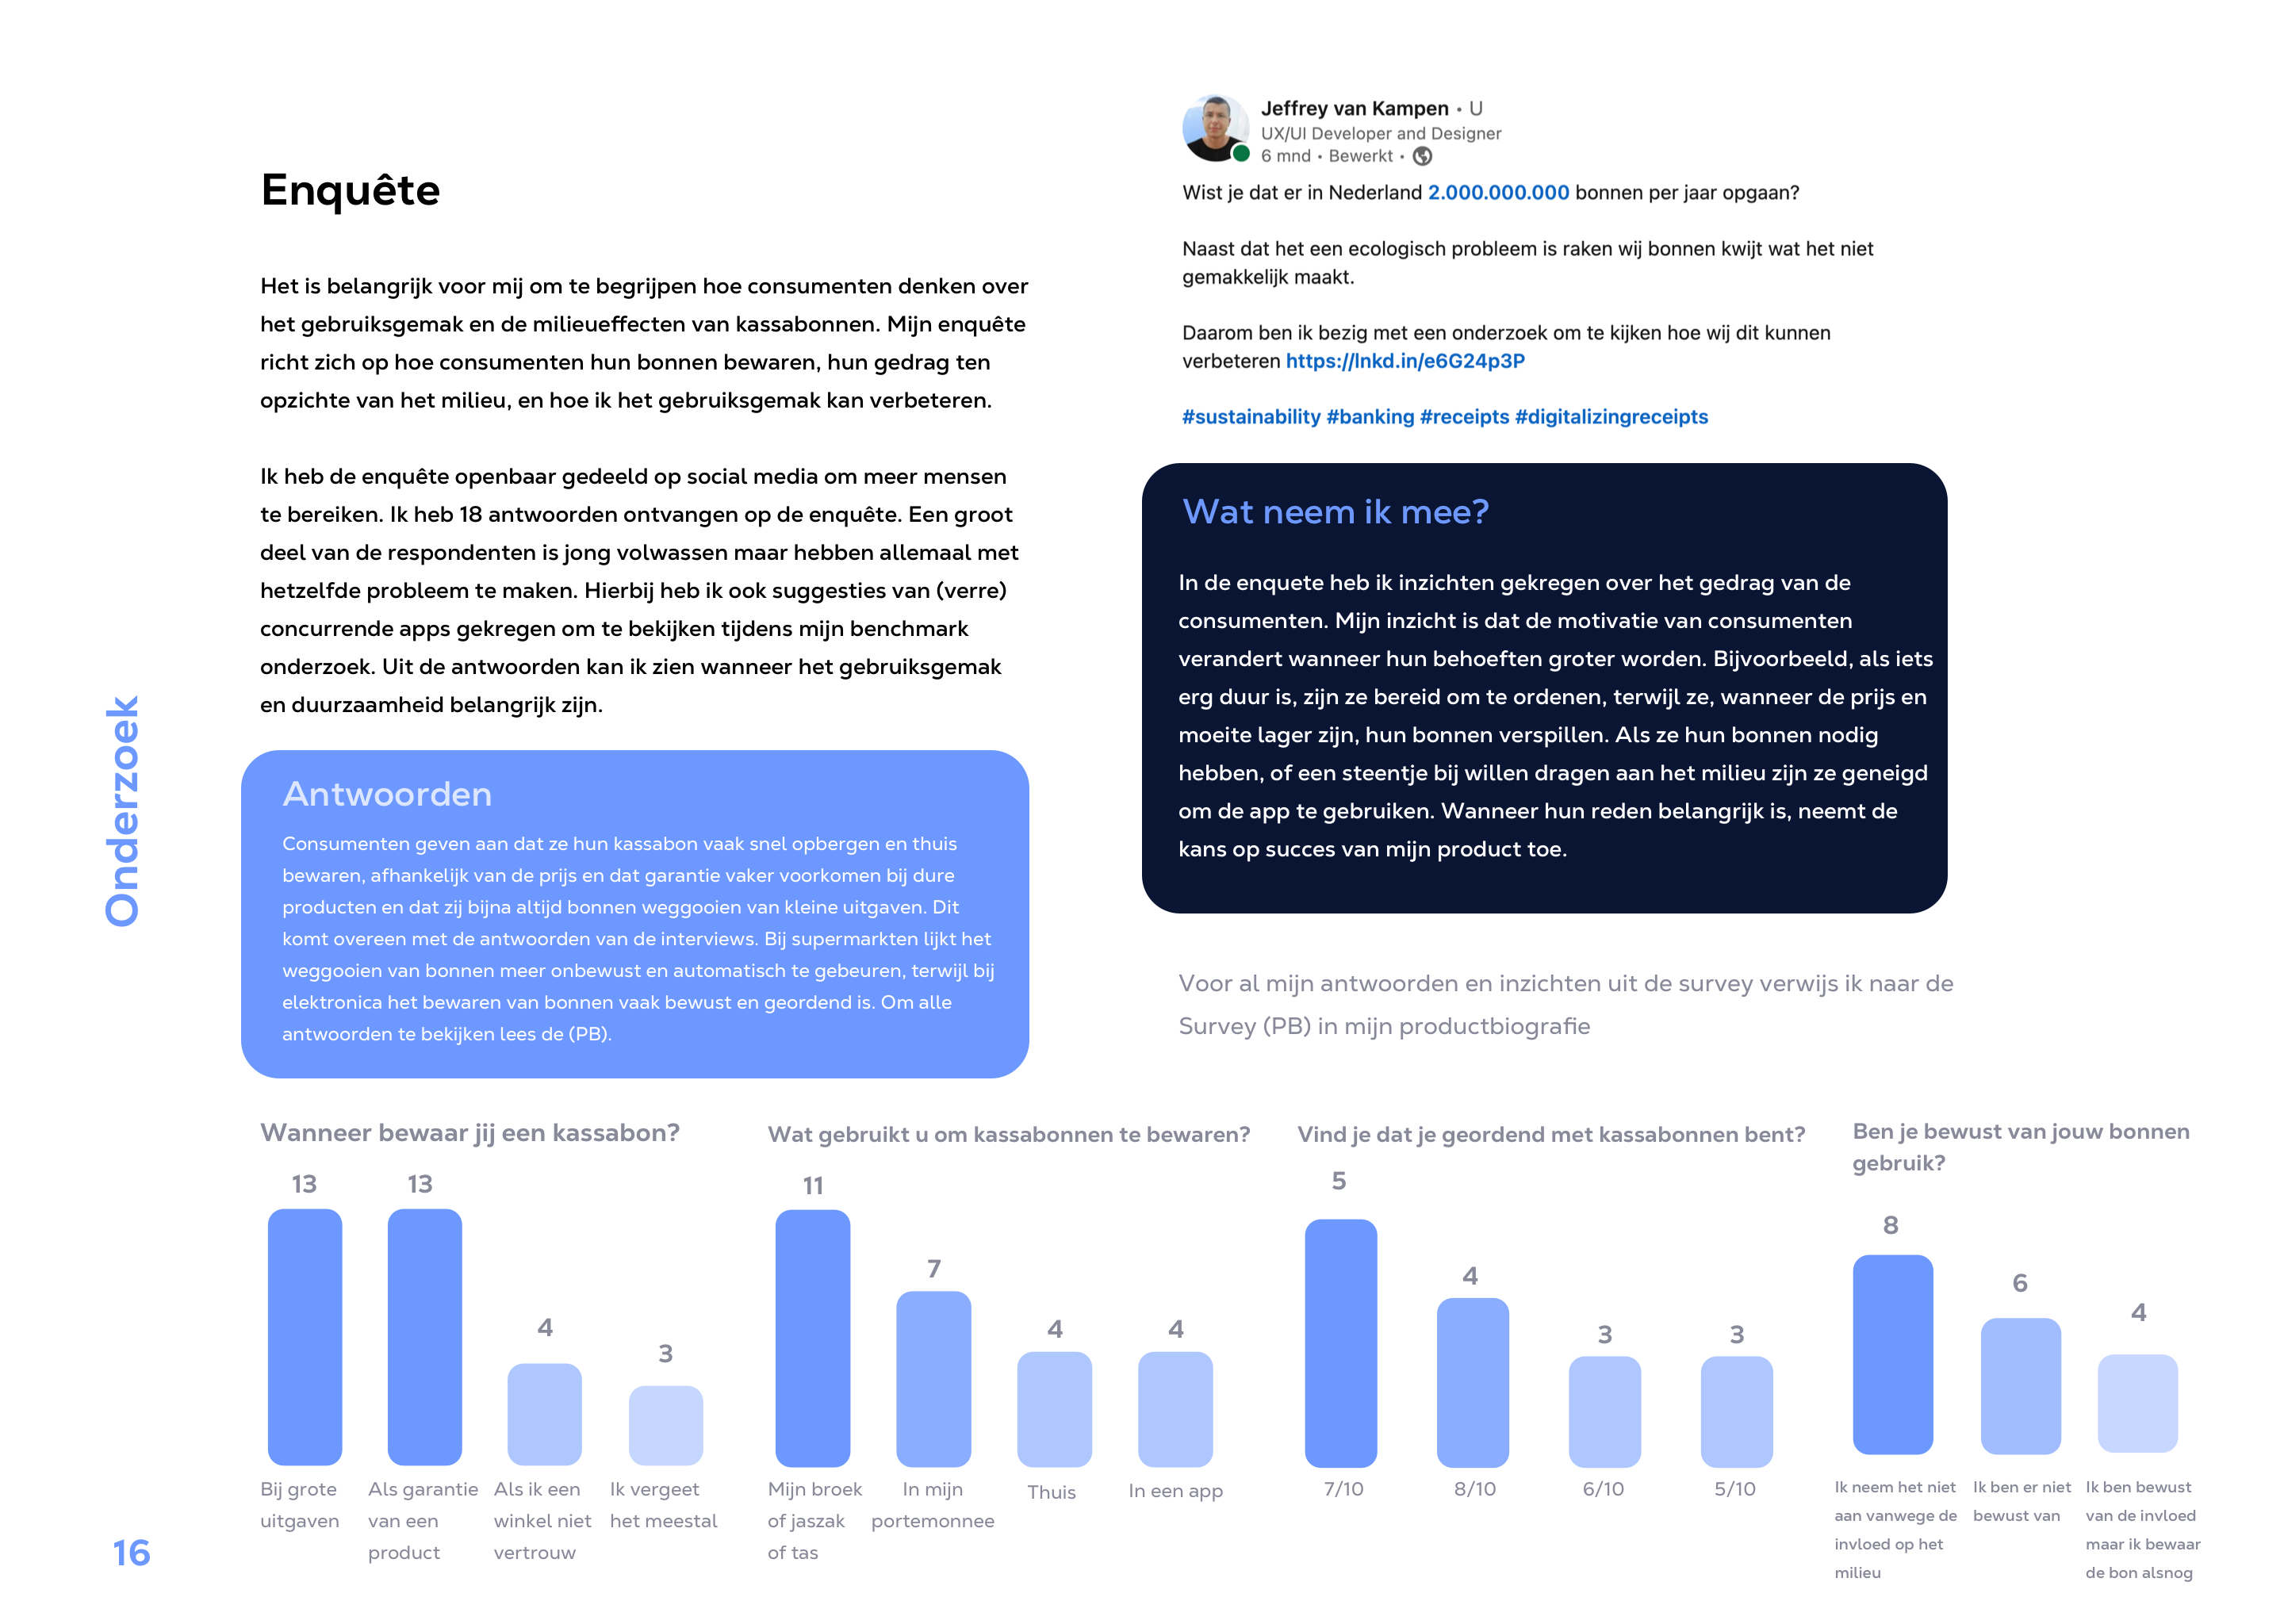 Enquête
Het is belangrijk voor mij om te begrijpen hoe consumenten denken over
het gebruiksgemak en de milieueffecten van kassabonnen. Mijn enquête
richt zich op hoe consumenten hun bonnen bewaren, hun gedrag ten
opzichte van het milieu, en hoe ik het gebruiksgemak kan verbeteren.
Ik heb de enquête openbaar gedeeld op social media om meer mensen
te bereiken. Ik heb 18 antwoorden ontvangen op de enquête. Een groot
deel van de respondenten is jong volwassen maar hebben allemaal met
hetzelfde probleem te maken. Hierbij heb ik ook suggesties van (verre)
concurrende apps gekregen om te bekijken tijdens mijn benchmark
onderzoek. Uit de antwoorden kan ik zien wanneer het gebruiksgemak
en duurzaamheid belangrijk zijn.
Antwoorden
Consumenten geven aan dat ze hun kassabon vaak snel opbergen en thuis
bewaren, afhankelijk van de prijs en dat garantie vaker voorkomen bij dure
producten en dat zij bijna altijd bonnen weggooien van kleine uitgaven. Dit
komt overeen met de antwoorden van de interviews. Bij supermarkten lijkt het
weggooien van bonnen meer onbewust en automatisch te gebeuren, terwijl bij
elektronica het bewaren van bonnen vaak bewust en geordend is. Om alle
antwoorden te bekijken lees de (PB).
Jeffrey van Kampen • U
UX/UI Developer and Designer
6 mnd • Bewerkt •
Wist je dat er in Nederland 2.000.000.000 bonnen per jaar opgaan?
Naast dat het een ecologisch probleem is raken wij bonnen kwijt wat het niet
gemakkelijk maakt.
Daarom ben ik bezig met een onderzoek om te kijken hoe wij dit kunnen
verbeteren https://lnkd.in/e6G24p3P
#sustainability #banking #receipts #digitalizingreceipts
Wat neem ik mee?
In de enquete heb ik inzichten gekregen over het gedrag van de
consumenten. Mijn inzicht is dat de motivatie van consumenten
verandert wanneer hun behoeften groter worden. Bijvoorbeeld, als iets
erg duur is, zijn ze bereid om te ordenen, terwijl ze, wanneer de prijs en
moeite lager zijn, hun bonnen verspillen. Als ze hun bonnen nodig
hebben, of een steentje bij willen dragen aan het milieu zijn ze geneigd
om de app te gebruiken. Wanneer hun reden belangrijk is, neemt de
kans op succes van mijn product toe.
Voor al mijn antwoorden en inzichten uit de survey verwijs ik naar de
Survey (PB) in mijn productbiografie
Onderzoek
Wanneer bewaar jij een kassabon?
13
13
4
3
Bij grote
uitgaven
Als garantie
van een
product
Als ik een
winkel niet
vertrouw
Ik vergeet
het meestal
Wat gebruikt u om kassabonnen te bewaren?
11
7
4
4
Mijn broek
of jaszak
of tas
In mijn
portemonnee
Thuis
In een app
Vind je dat je geordend met kassabonnen bent?
5
4
3
3
7/10
8/10
6/10
5/10
Ben je bewust van jouw bonnen
gebruik?
8
6
4
Ik neem het niet
aan vanwege de
invloed op het
milieu
Ik ben er niet
bewust van
Ik ben bewust
van de invloed
maar ik bewaar
de bon alsnog
16